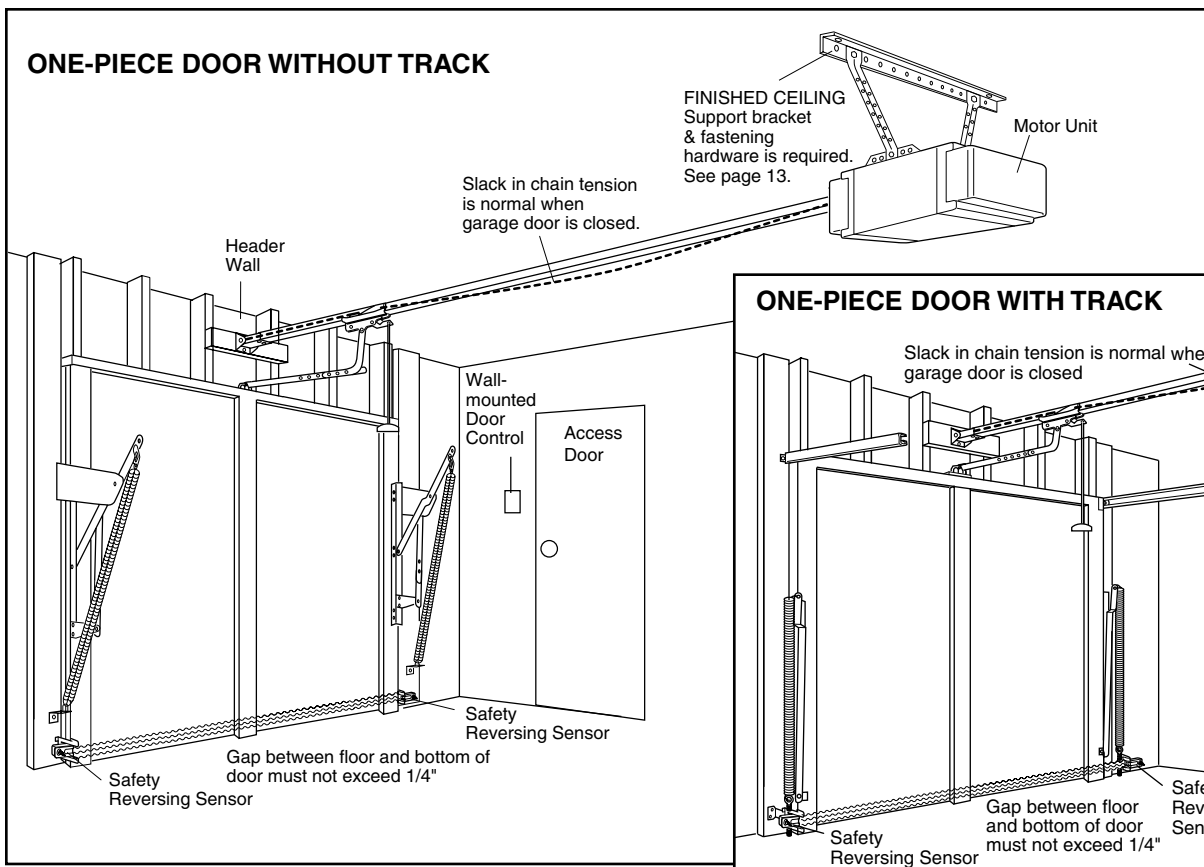 ONE-PIECE DOOR WITHOUT TRACK
FINISHED CEILING
Support bracket
& fastening
hardware is required.
See page 13.
Motor Unit
Slack in chain tension
is normal when
garage door is closed.
Header
Wall
Wall-
mounted
Door
Control
Access
Door
Safety
Reversing Sensor
Gap between floor and bottom of
door must not exceed 1/4"
Safety
Reversing Sensor
ONE-PIECE DOOR WITH TRACK
Slack in chain tension is normal whe
garage door is closed
Gap between floor
and bottom of door
must not exceed 1/4"
Safe
Rev
Sen
Safety
Reversing Sensor